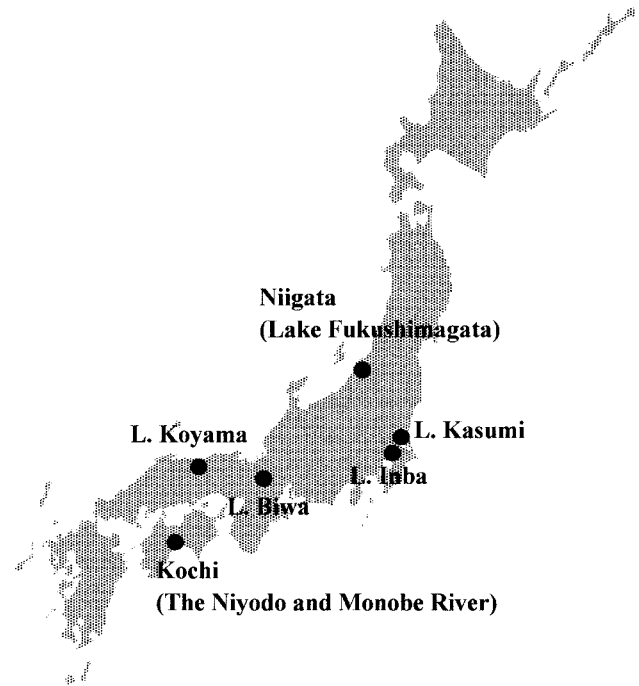 Niigata
(Lake Fukushimagata)
L. Koyama
L. Kasumi
L. Inba
L. Biwa
Kochi
(The Niyodo and Monobe River)